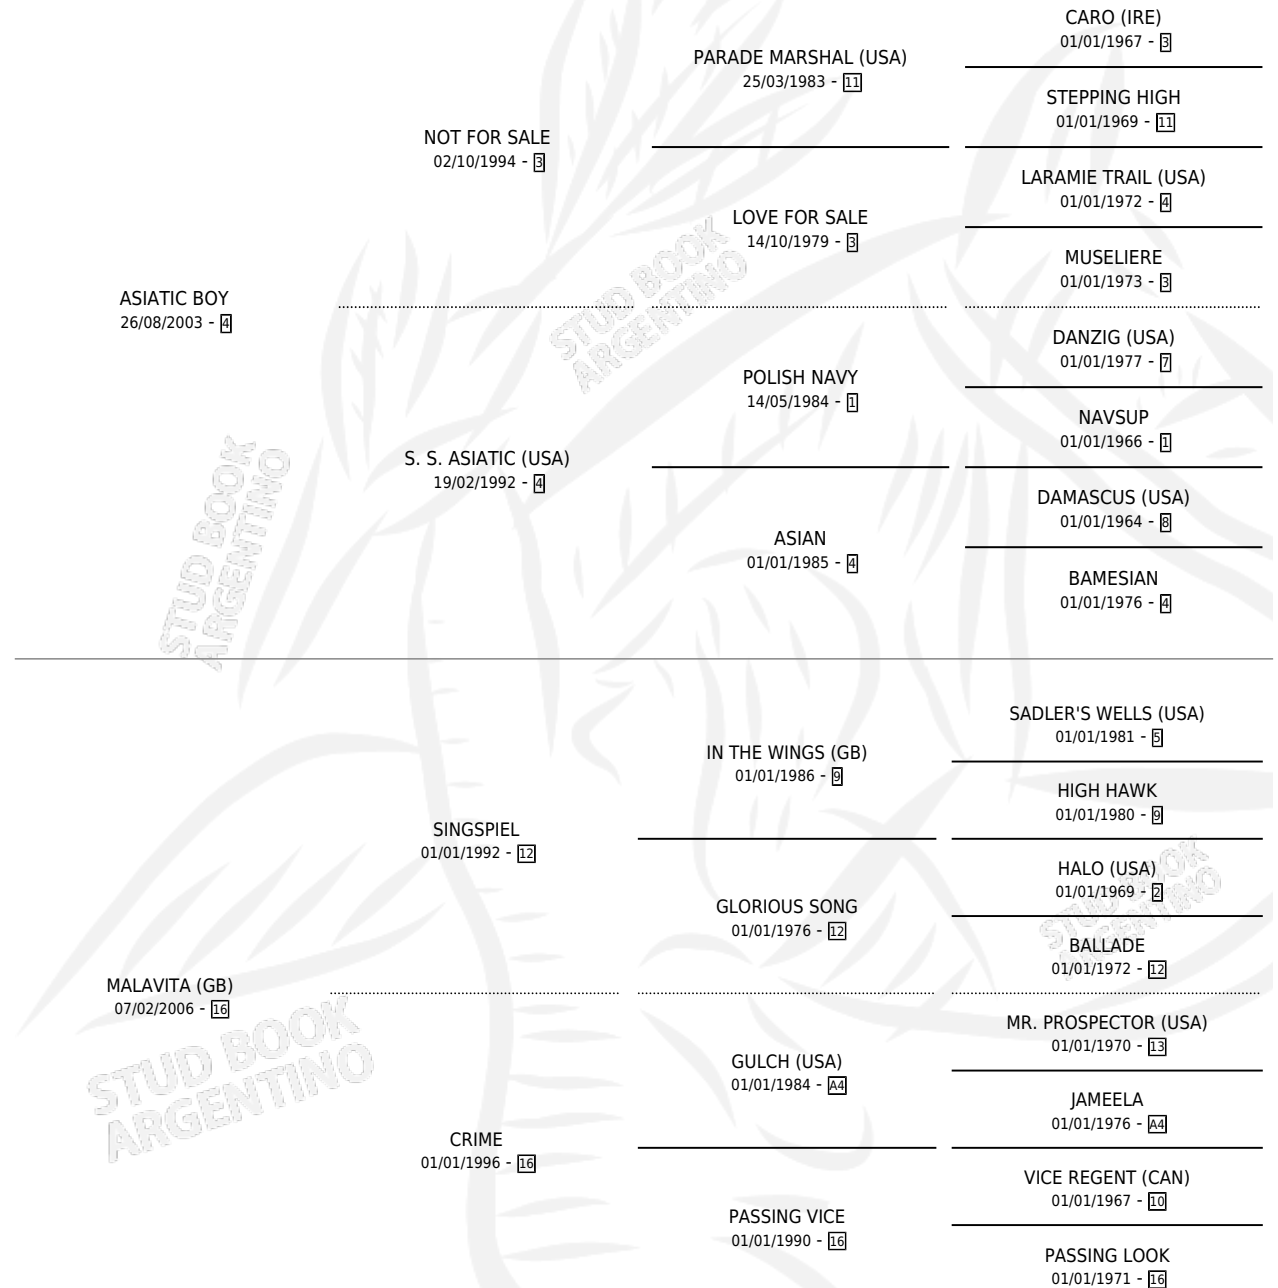 CARO (IRE)
01/01/1967 - 3
PARADE MARSHAL (USA)
25/03/1983 - 11
STEPPING HIGH
01/01/1969 - 11
NOT FOR SALE
02/10/1994 - 3
LARAMIE TRAIL (USA)
01/01/1972 - 4
LOVE FOR SALE
14/10/1979 - 3
MUSELIERE
01/01/1973 - 3
ASIATIC BOY
26/08/2003 - 4
DANZIG (USA)
01/01/1977 - 7
POLISH NAVY
14/05/1984 - 1
NAVSUP
01/01/1966 - 1
S. S. ASIATIC (USA)
19/02/1992 - 4
DAMASCUS (USA)
01/01/1964 - 8
ASIAN
01/01/1985 - 4
BAMESIAN
01/01/1976 - 4
STUD BOOK
ARGENTINO
STUD BOOK
ARGENTINO
SADLER'S WELLS (USA)
01/01/1981 - 5
IN THE WINGS (GB)
01/01/1986 - 9
HIGH HAWK
01/01/1980 - 9
SINGSPIEL
01/01/1992 - 12
HALO (USA)
01/01/1969 - 2
GLORIOUS SONG
01/01/1976 - 12
BALLADE
01/01/1972 - 12
STUD BOOK
ARGENTINO
MALAVITA (GB)
07/02/2006 - 16
MR. PROSPECTOR (USA)
01/01/1970 - 13
GULCH (USA)
01/01/1984 - A4
JAMEELA
01/01/1976 - A4
STUD BOOK
ARGENTINO
CRIME
01/01/1996 - 16
VICE REGENT (CAN)
01/01/1967 - 10
PASSING VICE
01/01/1990 - 16
PASSING LOOK
01/01/1971 - 16